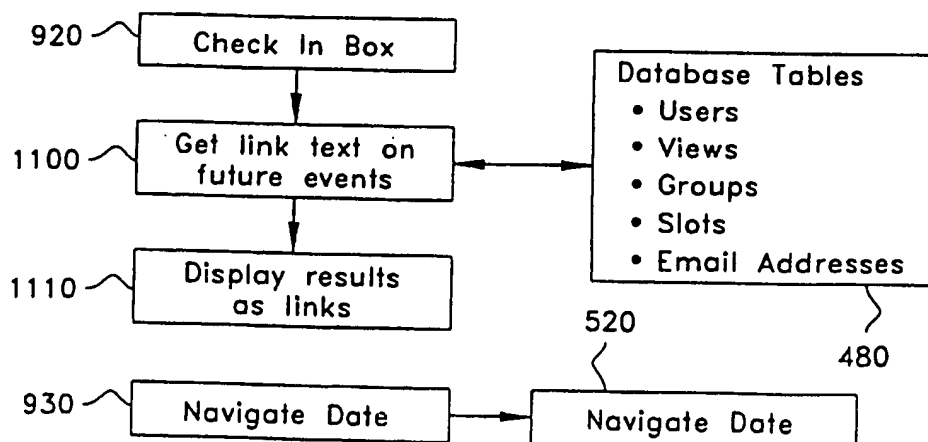 920
Check In Box
1100
Get link text on
future events
1110
Display results
as links
Database Tables
• Users
• Views
• Groups
• Slots
• Email Addresses
480
930
Navigate Date
520
Navigate Date